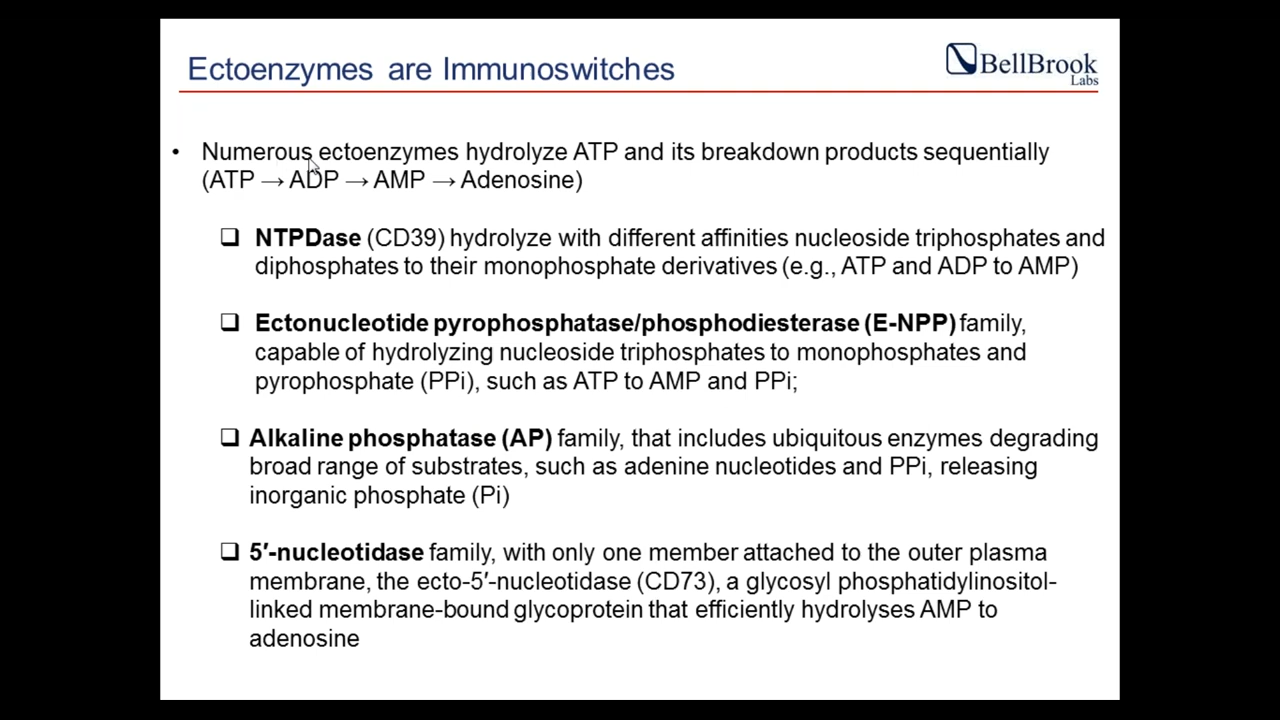 Ectoenzymes are Immunoswitches
BellBrook
Labs
• Numerous ectoenzymes hydrolyze ATP and its breakdown products sequentially
(ATP → ADP → AMP → Adenosine)
❑ NTPDase (CD39) hydrolyze with different affinities nucleoside triphosphates and
diphosphates to their monophosphate derivatives (e.g., ATP and ADP to AMP)
❑ Ectonucleotide pyrophosphatase/phosphodiesterase (E-NPP) family,
capable of hydrolyzing nucleoside triphosphates to monophosphates and
pyrophosphate (PPi), such as ATP to AMP and PPi;
❑ Alkaline phosphatase (AP) family, that includes ubiquitous enzymes degrading
broad range of substrates, such as adenine nucleotides and PPi, releasing
inorganic phosphate (Pi)
❑ 5′-nucleotidase family, with only one member attached to the outer plasma
membrane, the ecto-5′-nucleotidase (CD73), a glycosyl phosphatidylinositol-
linked membrane-bound glycoprotein that efficiently hydrolyses AMP to
adenosine